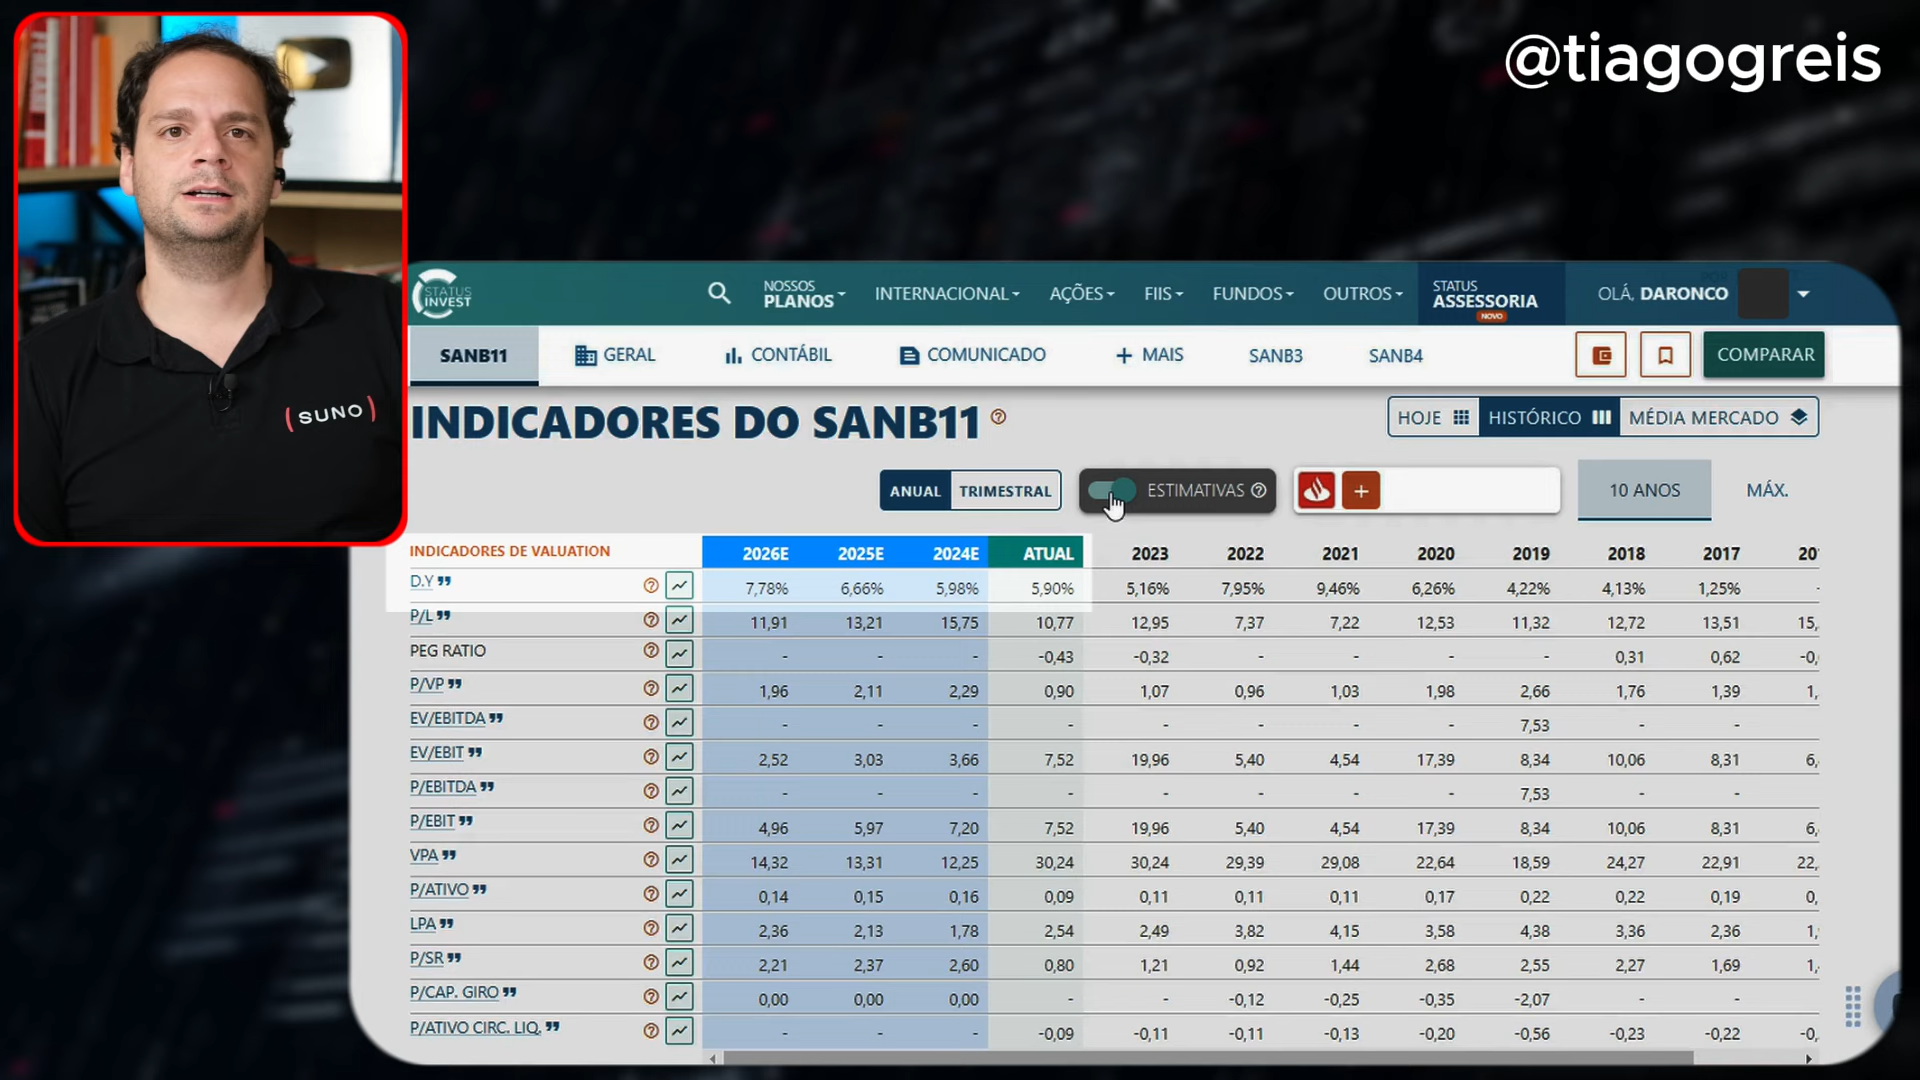 @tiagogreis
( SUNO )
STATUS INVEST
NOSSOS PLANOS
INTERNACIONAL
AÇÕES
FIIS
FUNDOS
OUTROS
STATUS ASSESSORIA
NOVO
OLÁ, DARONCO
SANB11
GERAL
CONTÁBIL
COMUNICADO
+ MAIS
SANB3
SANB4
COMPARAR
INDICADORES DO SANB11
HOJE
HISTÓRICO
MÉDIA MERCADO
ANUAL
TRIMESTRAL
ESTIMATIVAS
10 ANOS
MÁX.
INDICADORES DE VALUATION 2026E 2025E 2024E ATUAL 2023 2022 2021 2020 2019 2018 2017 20
D.Y 7,78% 6,66% 5,98% 5,90% 5,16% 7,95% 9,46% 6,26% 4,22% 4,13% 1,25% -
P/L 11,91 13,21 15,75 10,77 12,95 7,37 7,22 12,53 11,32 12,72 13,51 15,
PEG RATIO - - - -0,43 -0,32 - - - - 0,31 0,62 -0,
P/VP 1,96 2,11 2,29 0,90 1,07 0,96 1,03 1,98 2,66 1,76 1,39 1,
EV/EBITDA - - - - - - - - 7,53 - -
EV/EBIT 2,52 3,03 3,66 7,52 19,96 5,40 4,54 17,39 8,34 10,06 8,31 6,
P/EBITDA - - - - - - - - 7,53 - -
P/EBIT 4,96 5,97 7,20 7,52 19,96 5,40 4,54 17,39 8,34 10,06 8,31 6,
VPA 14,32 13,31 12,25 30,24 30,24 29,39 29,08 22,64 18,59 24,27 22,91 22,
P/ATIVO 0,14 0,15 0,16 0,09 0,11 0,11 0,11 0,17 0,22 0,22 0,19 0,
LPA 2,36 2,13 1,78 2,54 2,49 3,82 4,15 3,58 4,38 3,36 2,36 1,
P/SR 2,21 2,37 2,60 0,80 1,21 0,92 1,44 2,68 2,55 2,27 1,69 1,
P/CAP. GIRO 0,00 0,00 0,00 - - -0,12 -0,25 -0,35 -2,07 - -
P/ATIVO CIRC. LIQ. - - - -0,09 -0,11 -0,11 -0,13 -0,20 -0,56 -0,23 -0,22 -0,